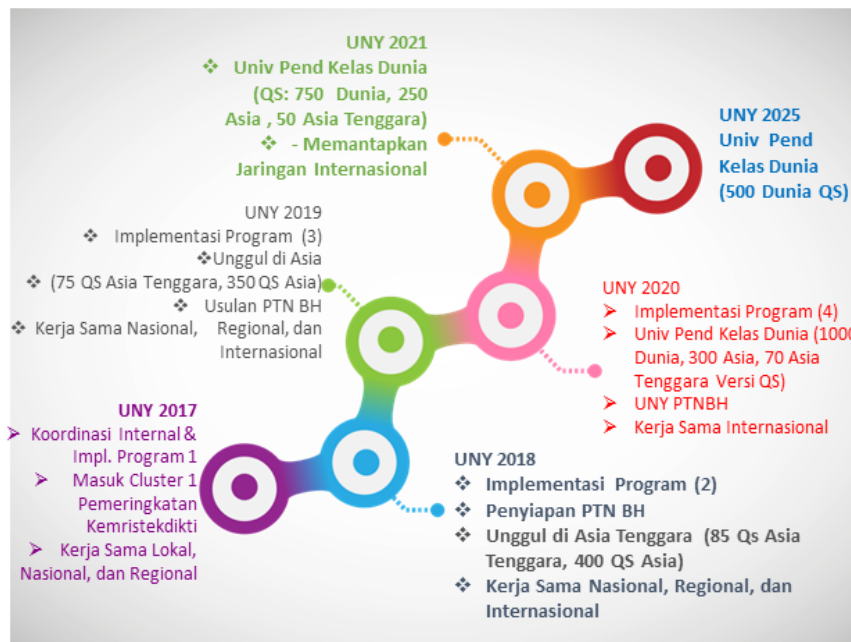 UNY 2021
❖ Univ Pend Kelas Dunia
(QS: 750 Dunia, 250
Asia , 50 Asia Tenggara)
❖ - Memantapkan
Jaringan Internasional
UNY 2025
Univ Pend
Kelas Dunia
(500 Dunia QS)
UNY 2019
❖ Implementasi Program (3)
❖Unggul di Asia
❖ (75 QS Asia Tenggara, 350 QS Asia)
❖ Usulan PTN BH
❖ Kerja Sama Nasional, Regional, dan
Internasional
UNY 2020
➢ Implementasi Program (4)
➢ Univ Pend Kelas Dunia (1000
Dunia, 300 Asia, 70 Asia
Tenggara Versi QS)
➢ UNY PTNBH
➢ Kerja Sama Internasional
UNY 2017
➢ Koordinasi Internal &
Impl. Program 1
➢ Masuk Cluster 1
Pemeringkatan
Kemristekdikti
➢ Kerja Sama Lokal,
Nasional, dan Regional
UNY 2018
❖ Implementasi Program (2)
❖ Penyiapan PTN BH
❖ Unggul di Asia Tenggara (85 Qs Asia
Tenggara, 400 QS Asia)
❖ Kerja Sama Nasional, Regional, dan
Internasional